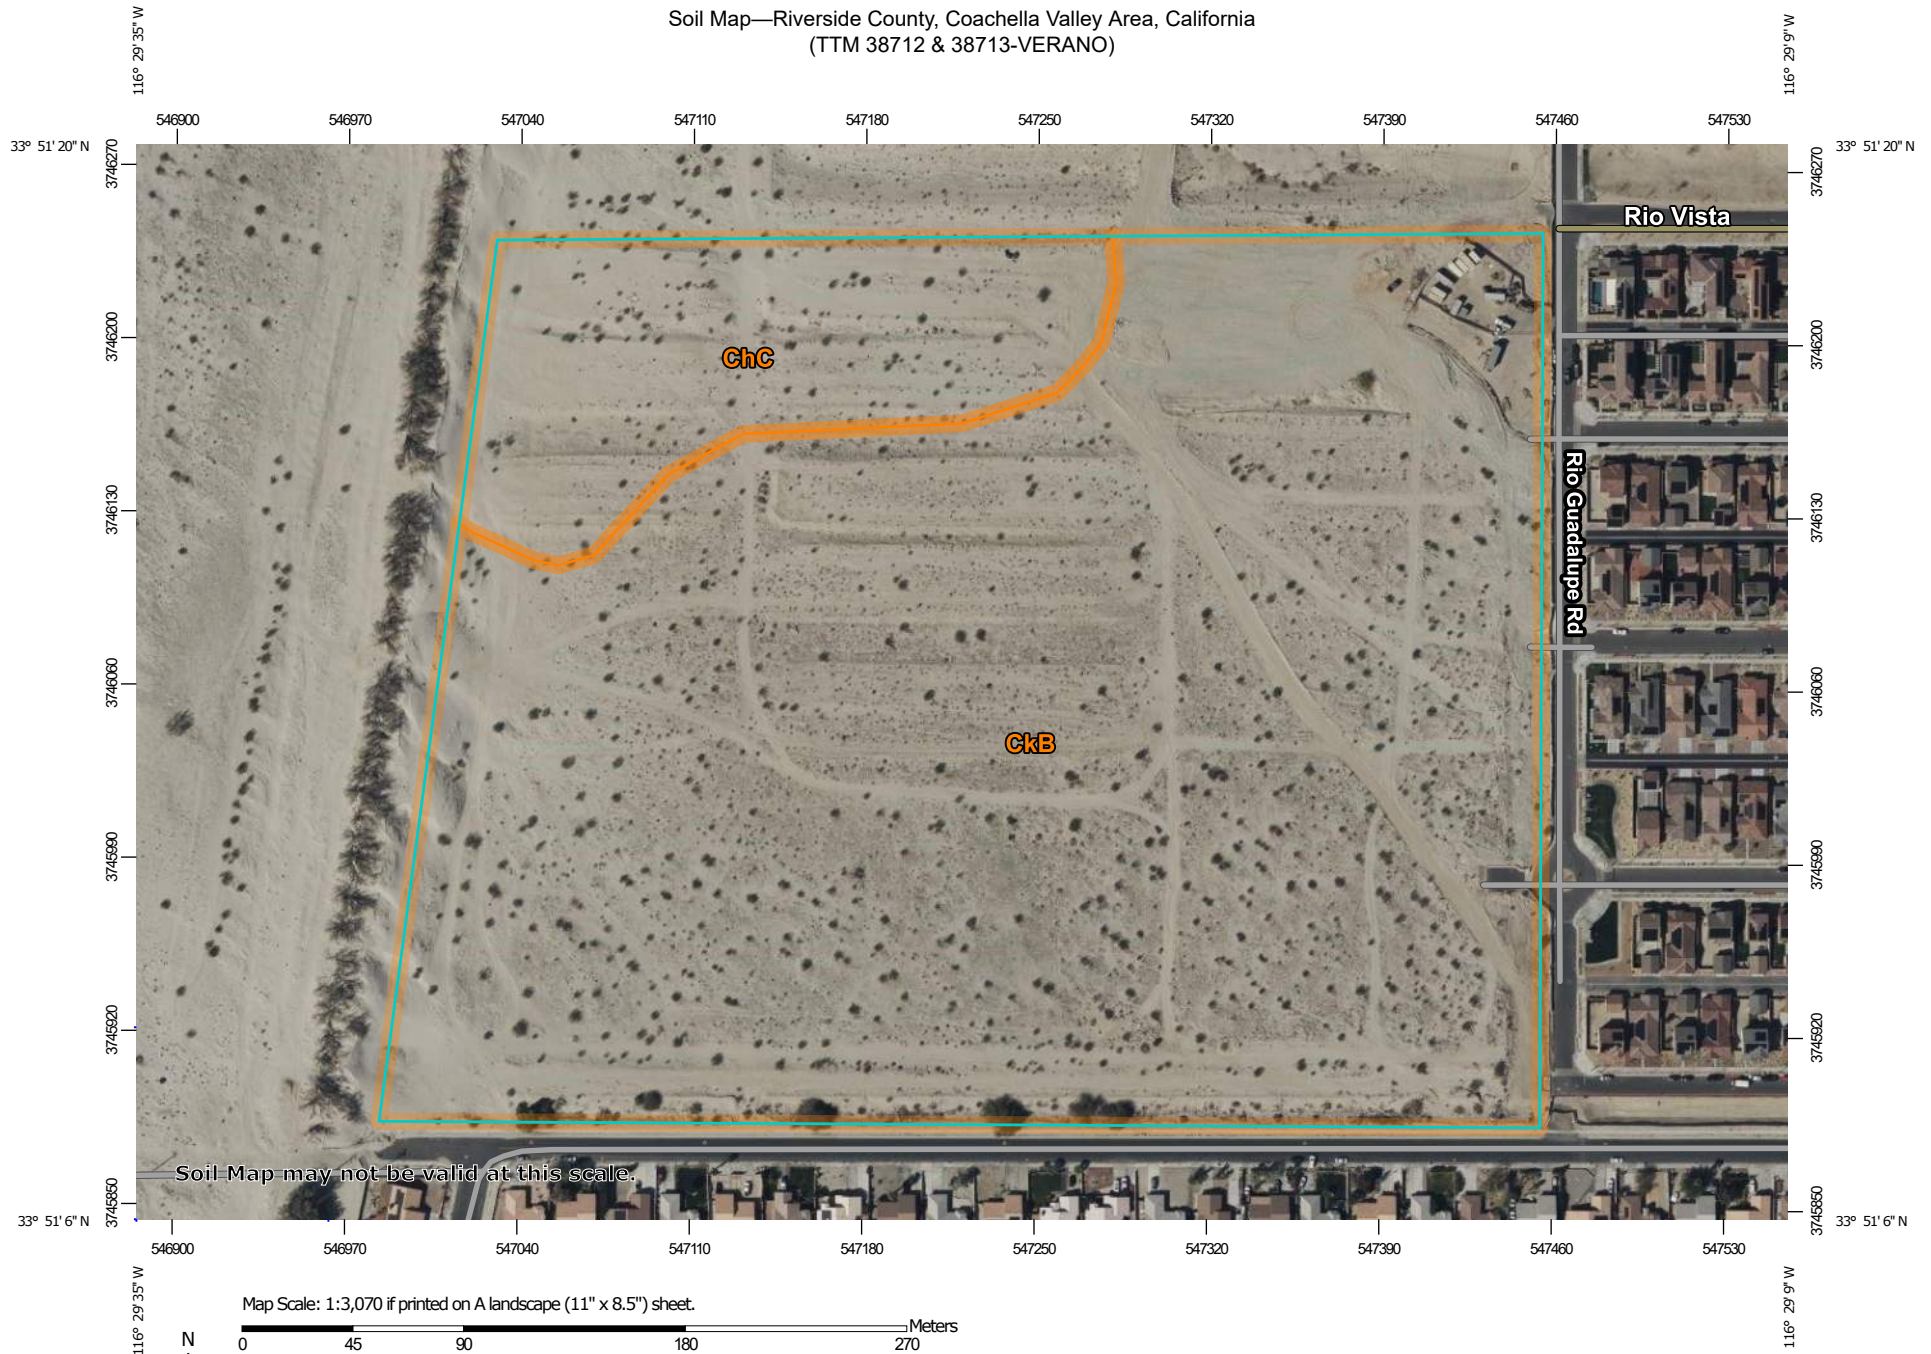 Soil Map—Riverside County, Coachella Valley Area, California
(TTM 38712 & 38713-VERANO)
116° 29' 35'' W
116° 29' 9'' W
546900 546970 547040 547110 547180 547250 547320 547390 547460 547530
33° 51' 20'' N
33° 51' 20'' N
3746270
3746270
Rio Vista
3746200
3746200
ChC
Rio Guadalupe Rd
3746130
3746130
3746060
3746060
CkB
3745990
3745990
3745920
3745920
Soil Map may not be valid at this scale.
3745850
3745850
33° 51' 6'' N
33° 51' 6'' N
546900 546970 547040 547110 547180 547250 547320 547390 547460 547530
116° 29' 35'' W
116° 29' 9'' W
Map Scale: 1:3,070 if printed on A landscape (11" x 8.5") sheet.
Meters
N
0 45 90 180 270